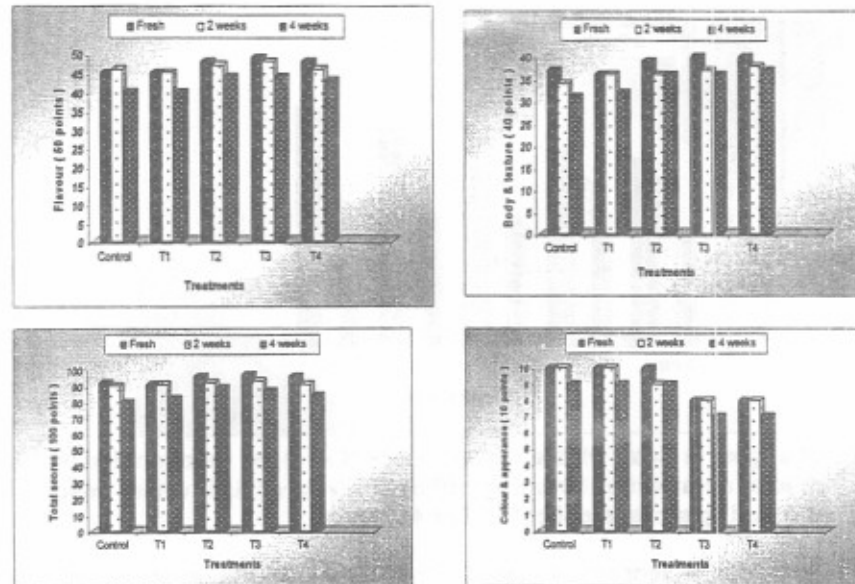 Fresh 2 weeks 4 weeks
50
45
40
35
30
25
20
15
10
5
0
Flavour ( 50 points )
Control T1 T2 T3 T4
Treatments
Fresh 2 weeks 4 weeks
40
35
30
25
20
15
10
5
0
Body & texture ( 40 points )
Control T1 T2 T3 T4
Treatments
Fresh 2 weeks 4 weeks
100
90
80
70
60
50
40
30
20
10
0
Total scores ( 100 points )
Control T1 T2 T3 T4
Treatments
Fresh 2 weeks 4 weeks
10
9
8
7
6
5
4
3
2
1
0
Colour & apperance ( 10 points )
Control T1 T2 T3 T4
Treatments